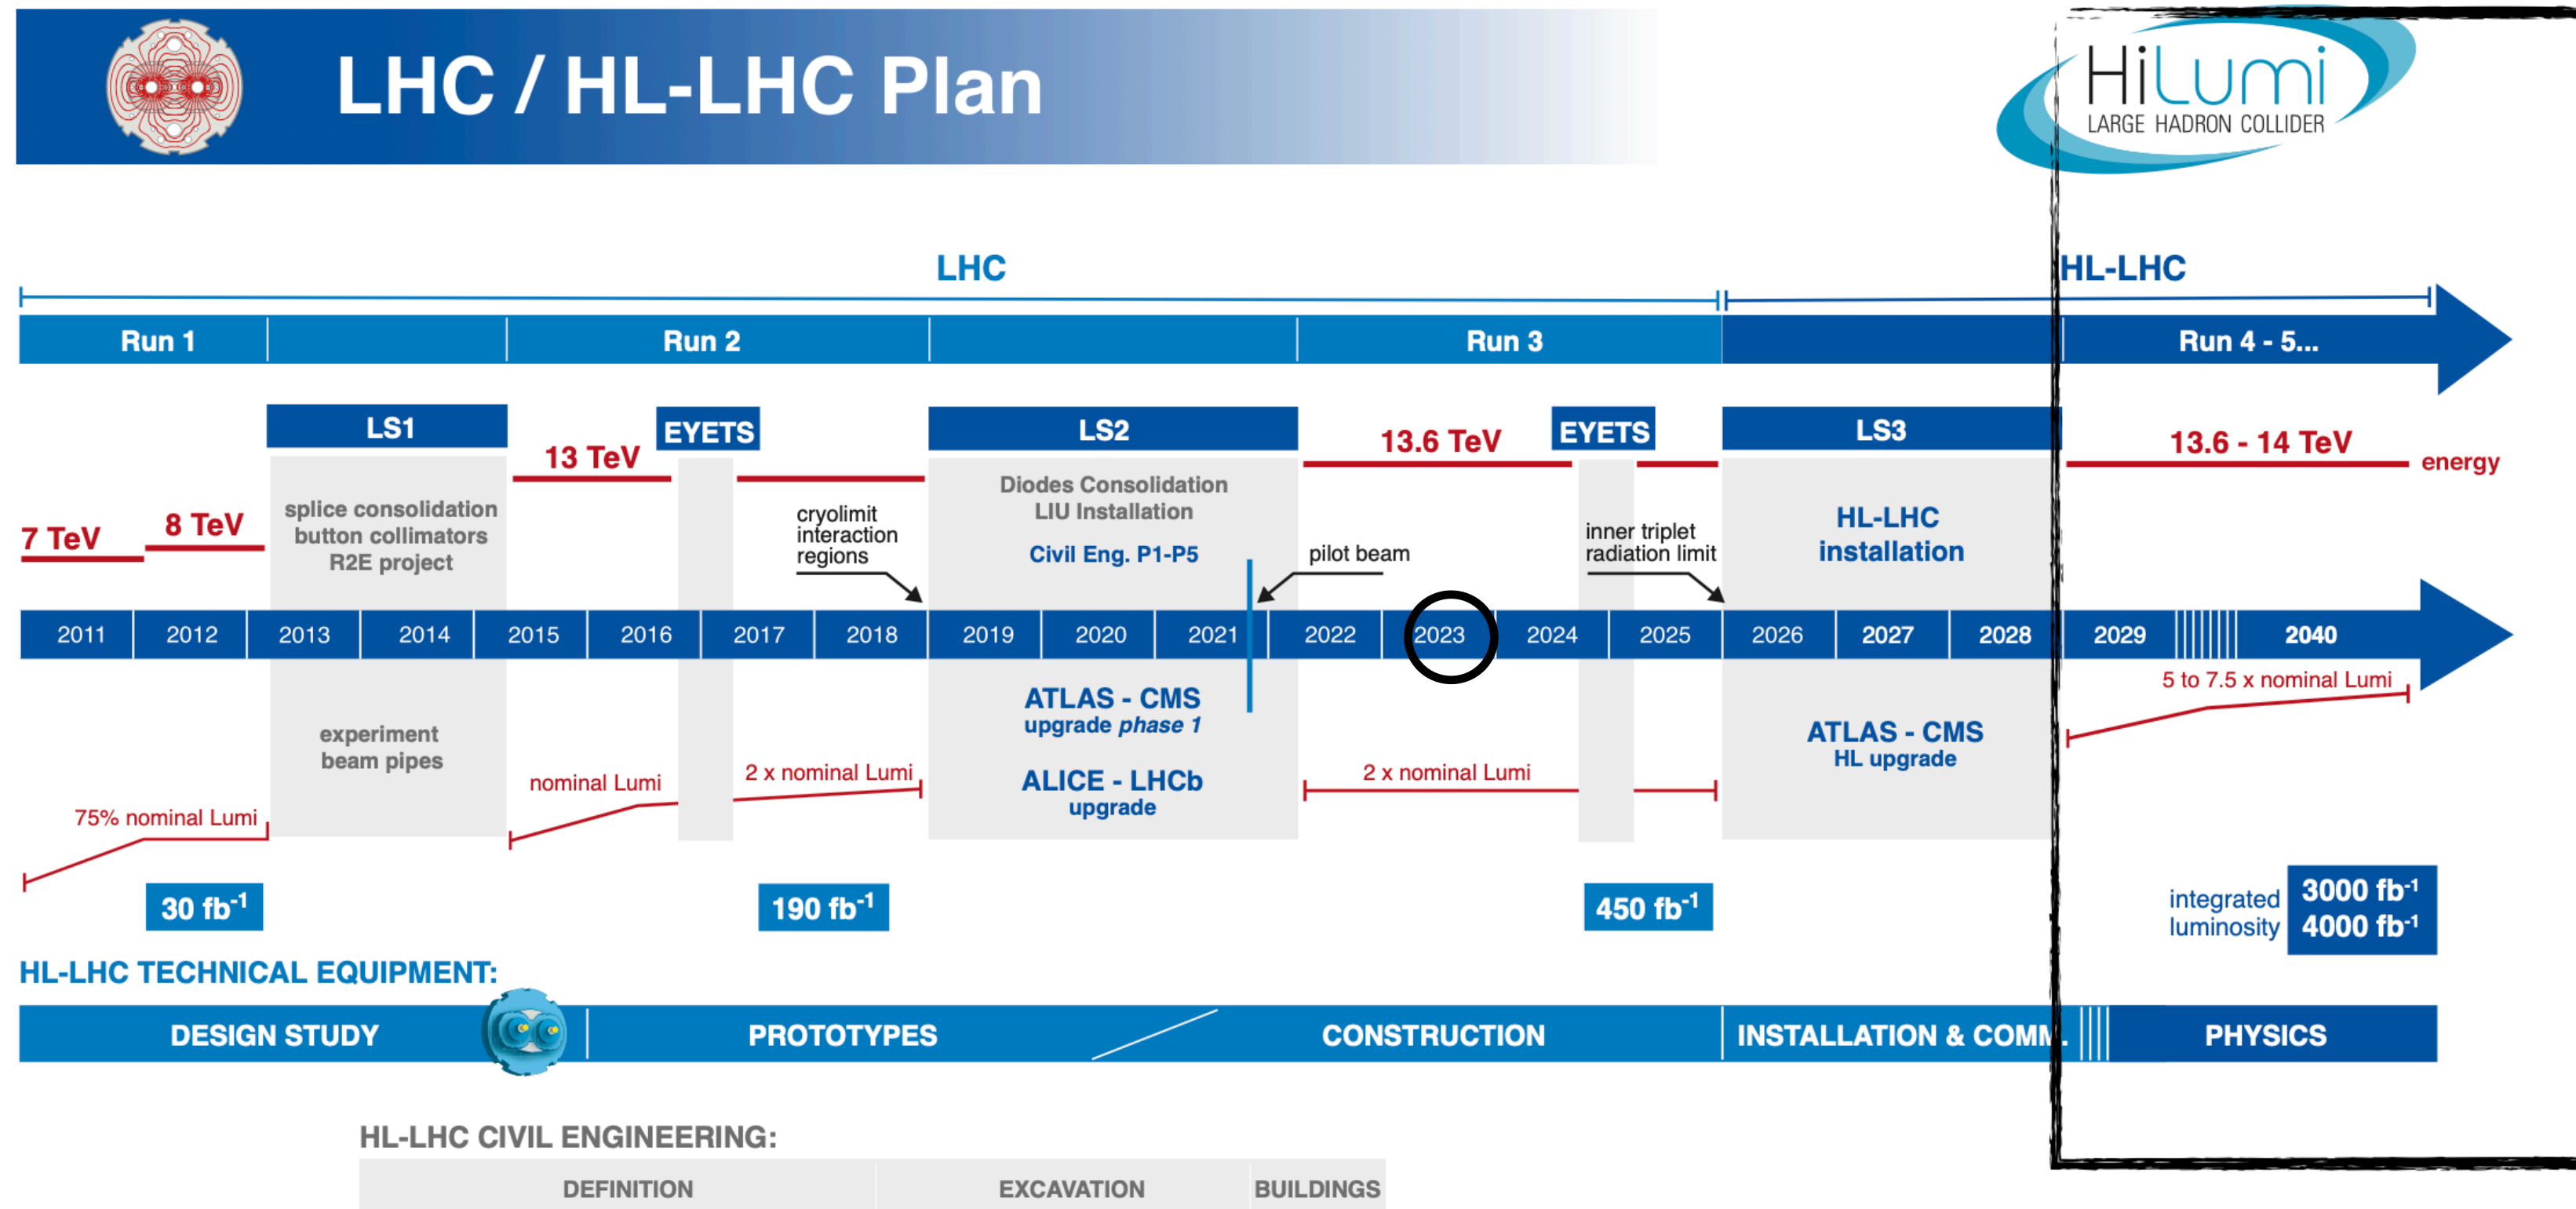 LHC / HL-LHC Plan
HiLumi
LARGE HADRON COLLIDER
LHC
HL-LHC
Run 1
Run 2
Run 3
Run 4 - 5...
LS1
EYETS
LS2
EYETS
LS3
13 TeV
13.6 TeV
13.6 - 14 TeV
energy
7 TeV
8 TeV
splice consolidation
button collimators
R2E project
cryolimit
interaction
regions
Diodes Consolidation
LIU Installation
Civil Eng. P1-P5
pilot beam
inner triplet
radiation limit
HL-LHC
installation
2011 2012 2013 2014 2015 2016 2017 2018 2019 2020 2021 2022 2023 2024 2025 2026 2027 2028 2029 2040
experiment
beam pipes
ATLAS - CMS
upgrade phase 1
ALICE - LHCb
upgrade
ATLAS - CMS
HL upgrade
75% nominal Lumi
nominal Lumi
2 x nominal Lumi
2 x nominal Lumi
5 to 7.5 x nominal Lumi
30 fb-1
190 fb-1
450 fb-1
integrated
luminosity
3000 fb-1
4000 fb-1
HL-LHC TECHNICAL EQUIPMENT:
DESIGN STUDY
PROTOTYPES
CONSTRUCTION
INSTALLATION & COMM.
PHYSICS
HL-LHC CIVIL ENGINEERING:
DEFINITION
EXCAVATION
BUILDINGS